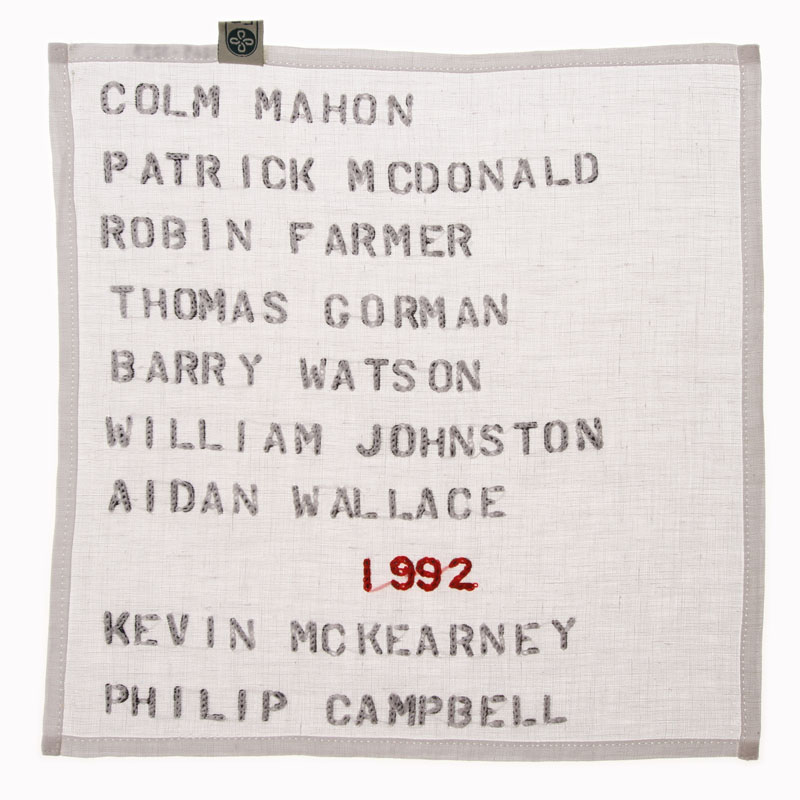 COLM MAHON
PATRICK MCDONALD
ROBIN FARMER
THOMAS GORMAN
BARRY WATSON
WILLIAM JOHNSTON
AIDAN WALLACE
1992
KEVIN MCKEARNEY
PHILIP CAMPBELL